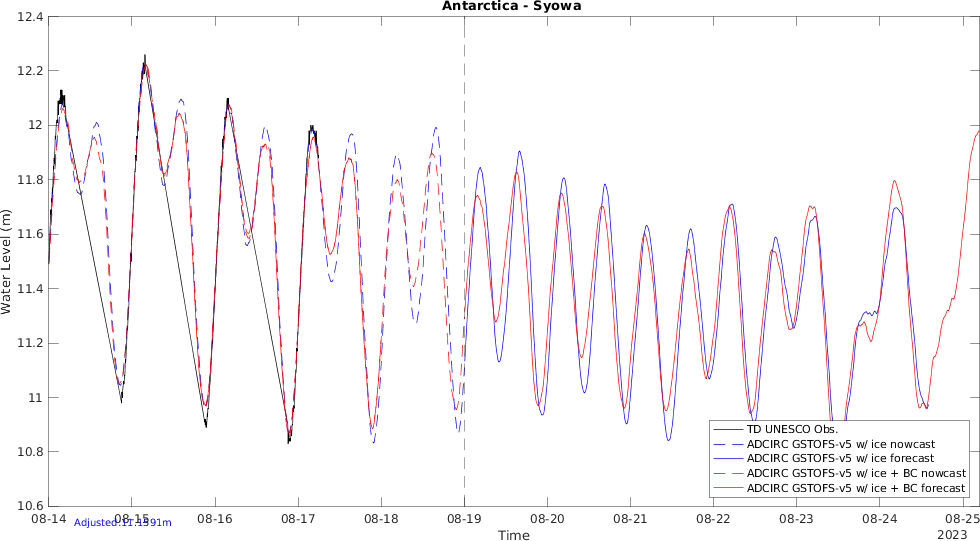 Antarctica - Syowa
12.4
12.2
12
11.8
11.6
11.4
11.2
11
10.8
10.6
Water Level (m)
TD UNESCO Obs.
ADCIRC GSTOFS-v5 w/ ice nowcast
ADCIRC GSTOFS-v5 w/ ice forecast
ADCIRC GSTOFS-v5 w/ ice + BC nowcast
ADCIRC GSTOFS-v5 w/ ice + BC forecast
08-14 08-15 08-16 08-17 08-18 08-19 08-20 08-21 08-22 08-23 08-24 08-25
Time
2023